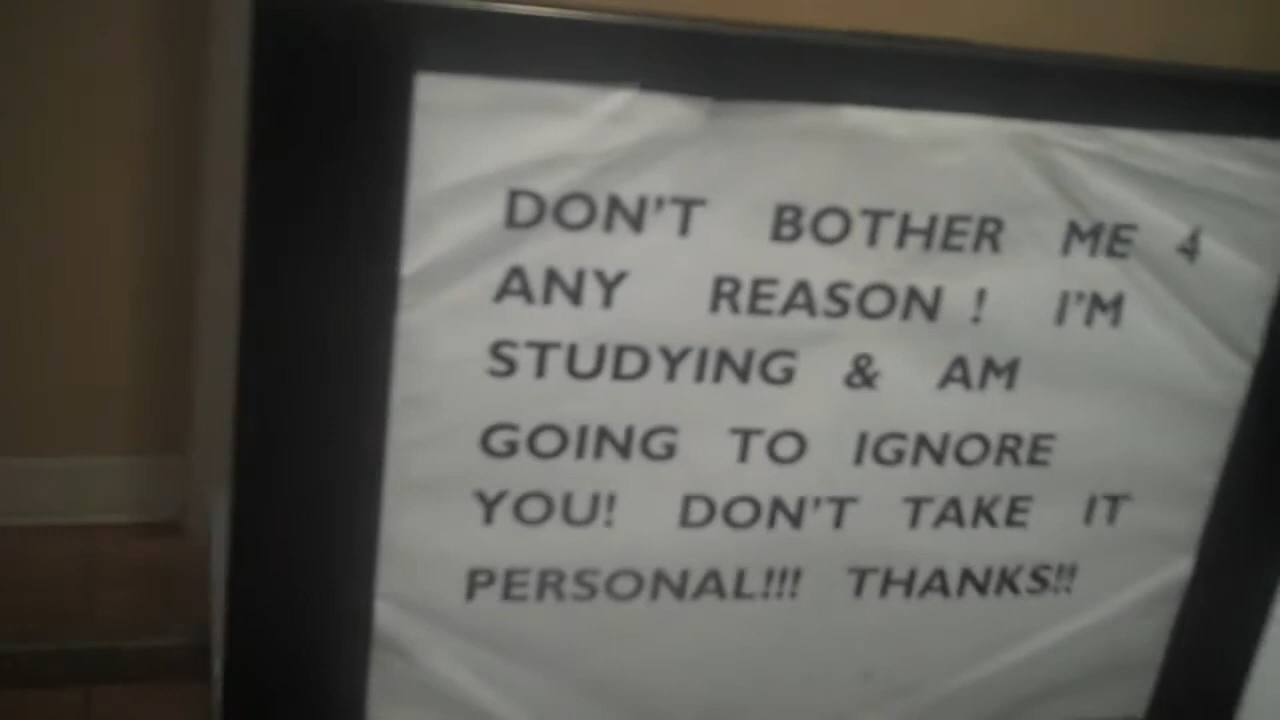 DON'T BOTHER ME 4
ANY REASON! I'M
STUDYING & AM
GOING TO IGNORE
YOU! DON'T TAKE IT
PERSONAL!!! THANKS!!